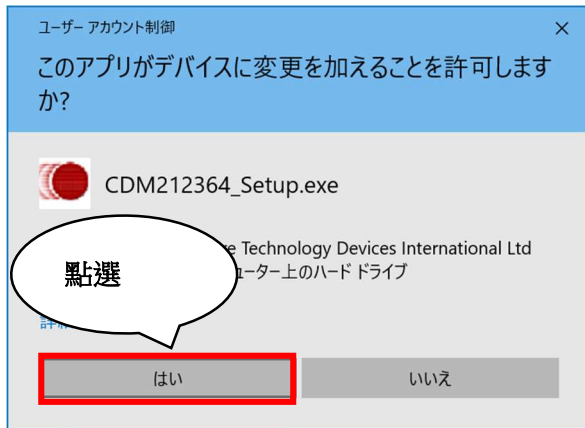 ユーザー アカウント制御
このアプリがデバイスに変更を加えることを許可します
か?
CDM212364_Setup.exe
Technology Devices International Ltd
ーター上のハード ドライブ
點選
はい
いいえ